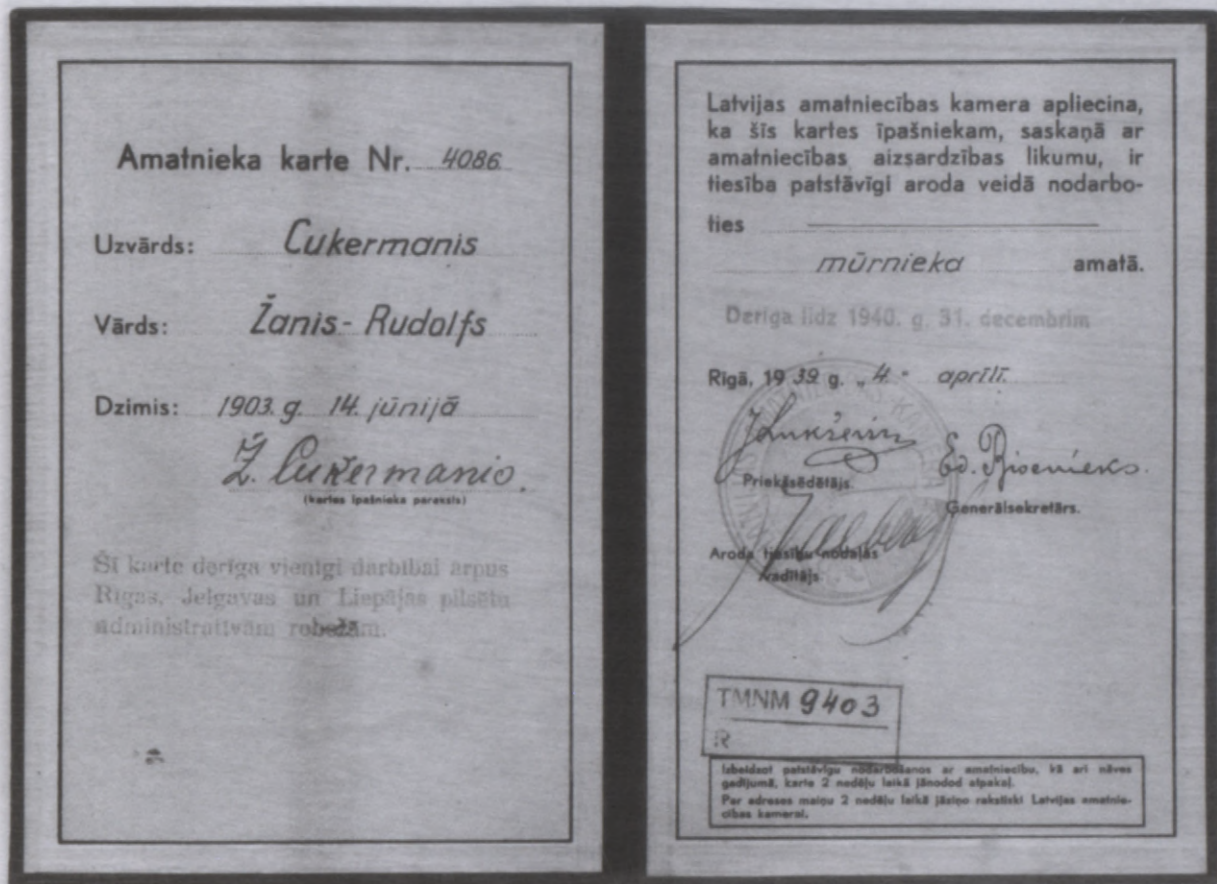 Amatnieka karte Nr. 4086
Uzvārds: Cukermanis
Vārds: Žanis-Rudolfs
Dzimis: 1903. g. 14. jūnijā
Ž. Cukermanis.
(kartes īpašnieka paraksts)
Šī karte derīga vienīgi darbībai ārpus
Rīgas, Jelgavas un Liepājas pilsētu
administratīvām robežām.
Latvijas amatniecības kamera apliecina,
ka šīs kartes īpašniekam, saskaņā ar
amatniecības aizsardzības likumu, ir
tiesība patstāvīgi aroda veidā nodarbo-
ties
mūrnieka amatā.
Derīga līdz 1940. g. 31. decembrim
Rīgā, 1939 g. „4." aprīlī.
Priekšsēdētājs.
Ģenerālsekretārs.
Aroda tiesību nodaļas
vadītājs
TMNM 9403
R
Izbeidzot patstāvīgu nodarbošanos ar amatniecību, kā arī nāves
gadījumā, karte 2 nedēļu laikā jānodod atpakaļ.
Par adreses maiņu 2 nedēļu laikā jāziņo rakstiski Latvijas amatnie-
cības kamerai.